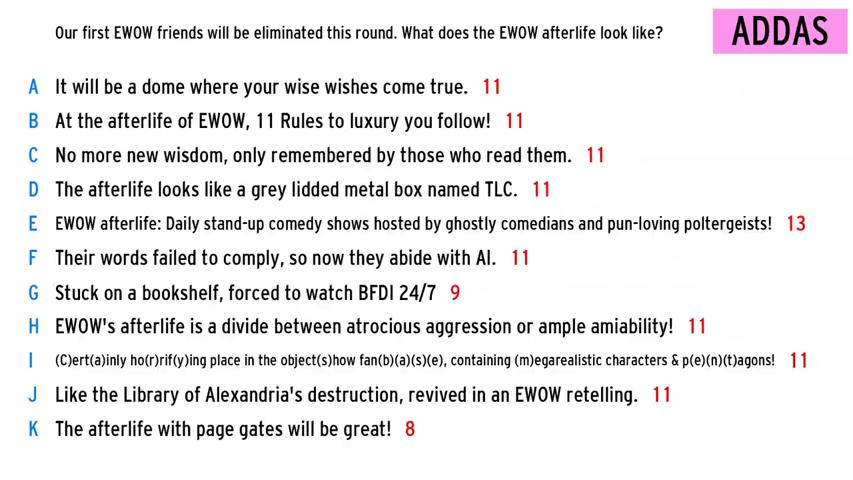 Our first EWOW friends will be eliminated this round. What does the EWOW afterlife look like?
ADDAS
A It will be a dome where your wise wishes come true. 11
B At the afterlife of EWOW, 11 Rules to luxury you follow! 11
C No more new wisdom, only remembered by those who read them. 11
D The afterlife looks like a grey lidded metal box named TLC. 11
E EWOW afterlife: Daily stand-up comedy shows hosted by ghostly comedians and pun-loving poltergeists! 13
F Their words failed to comply, so now they abide with AI. 11
G Stuck on a bookshelf, forced to watch BFDI 24/7 9
H EWOW's afterlife is a divide between atrocious aggression or ample amiability! 11
I (C)ert(a)inly ho(r)rif(y)ing place in the object(s)how fan(b)(a)(s)(e), containing (m)egarealistic characters & p(e)(n)(t)agons! 11
J Like the Library of Alexandria's destruction, revived in an EWOW retelling. 11
K The afterlife with page gates will be great! 8